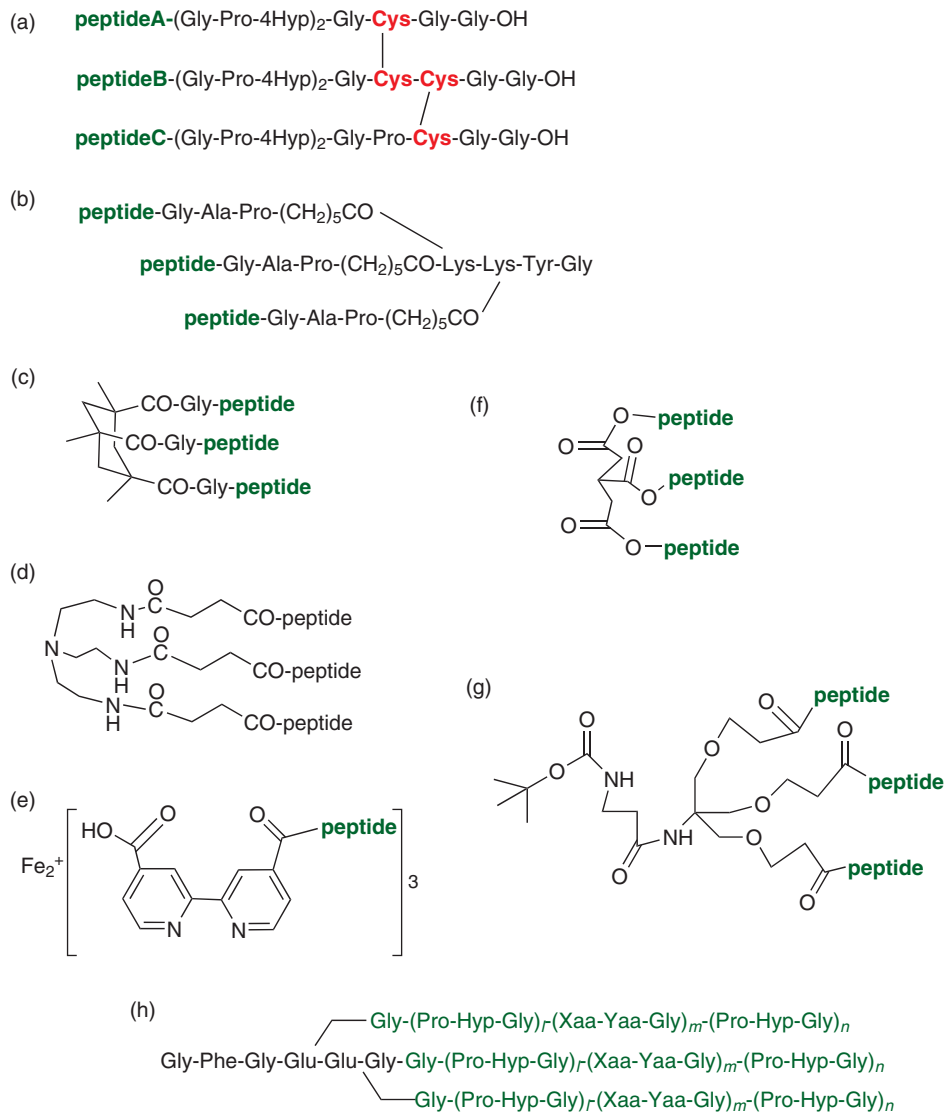 (a)
peptideA-(Gly-Pro-4Hyp)2-Gly-Cys-Gly-Gly-OH
peptideB-(Gly-Pro-4Hyp)2-Gly-Cys-Cys-Gly-Gly-OH
peptideC-(Gly-Pro-4Hyp)2-Gly-Pro-Cys-Gly-Gly-OH
(b)
peptide-Gly-Ala-Pro-(CH2)5CO
peptide-Gly-Ala-Pro-(CH2)5CO-Lys-Lys-Tyr-Gly
peptide-Gly-Ala-Pro-(CH2)5CO
(c)
CO-Gly-peptide
CO-Gly-peptide
CO-Gly-peptide
(d)
O
C
N
H
CO-peptide
N
O
C
N
H
CO-peptide
O
C
N
H
CO-peptide
(e)
Fe2+
HO
O
O
peptide
N
N
3
(f)
O
peptide
O
O
O
peptide
O
O
peptide
(g)
O
O
NH
O
NH
O
O
peptide
O
O
peptide
O
O
peptide
(h)
Gly-(Pro-Hyp-Gly)l-(Xaa-Yaa-Gly)m-(Pro-Hyp-Gly)n
Gly-Phe-Gly-Glu-Glu-Gly-Gly-(Pro-Hyp-Gly)l-(Xaa-Yaa-Gly)m-(Pro-Hyp-Gly)n
Gly-(Pro-Hyp-Gly)l-(Xaa-Yaa-Gly)m-(Pro-Hyp-Gly)n